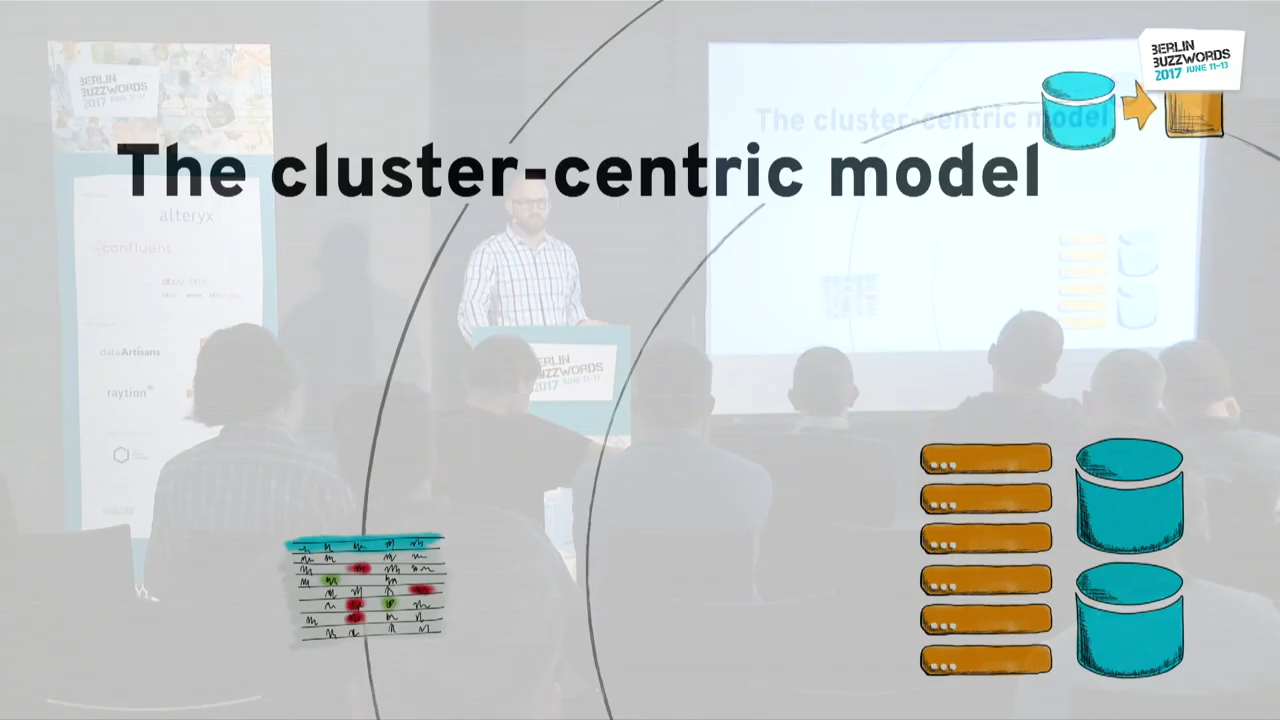 BERLIN
BUZZWORDS
2017 JUNE 11-13
The cluster-centric model
BERLIN
BUZZWORDS
2017 JUNE 11-13
The cluster-centric model
alteryx
confluent
dataArtisans
raytion
BERLIN
BUZZWORDS
2017 JUNE 11-13